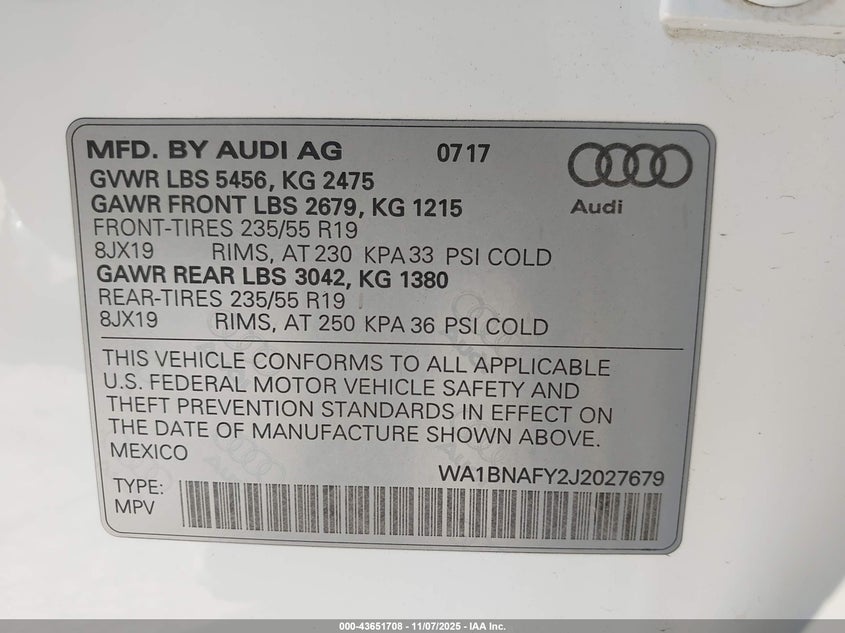 MFD. BY AUDI AG 0717
GVWR LBS 5456, KG 2475
GAWR FRONT LBS 2679, KG 1215
FRONT-TIRES 235/55 R19
8JX19 RIMS, AT 230 KPA 33 PSI COLD
GAWR REAR LBS 3042, KG 1380
REAR-TIRES 235/55 R19
8JX19 RIMS, AT 250 KPA 36 PSI COLD
Audi
THIS VEHICLE CONFORMS TO ALL APPLICABLE
U.S. FEDERAL MOTOR VEHICLE SAFETY AND
THEFT PREVENTION STANDARDS IN EFFECT ON
THE DATE OF MANUFACTURE SHOWN ABOVE.
MEXICO
WA1BNAFY2J2027679
TYPE:
MPV
000-43651708 - 11/07/2025 - IAA Inc.